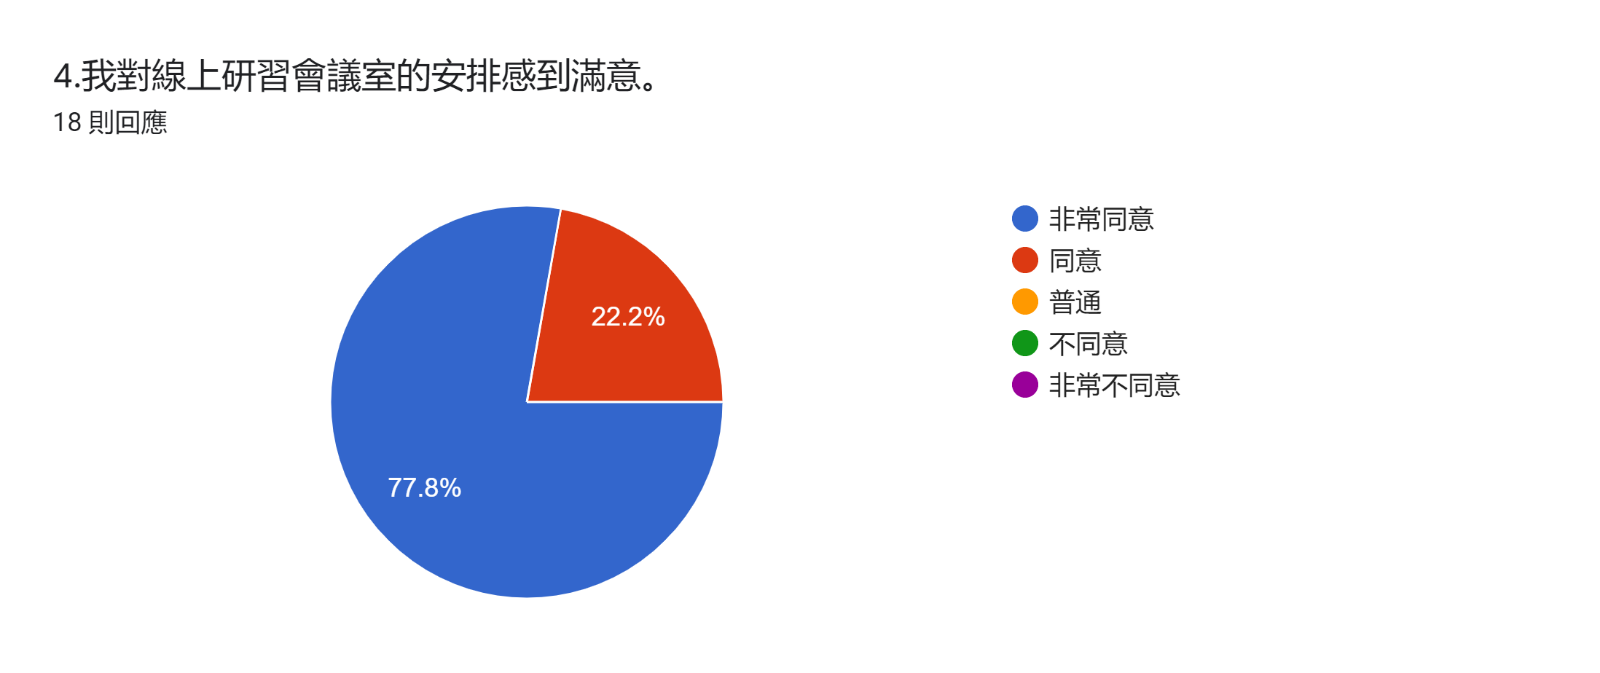 4.我對線上研習會議室的安排感到滿意。
18 則回應
非常同意
同意
普通
不同意
非常不同意
22.2%
77.8%